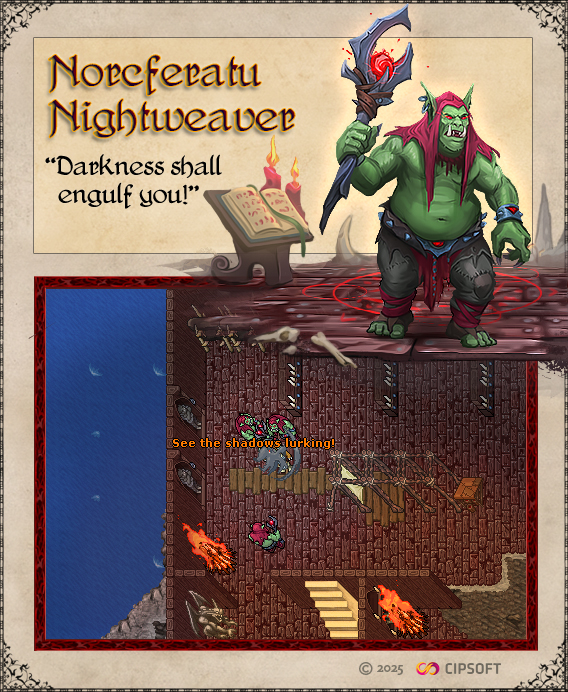 Norcferatu
Nightweaver
“Darkness shall
engulf you!”
See the shadows lurking!
© 2025 CIPSOFT